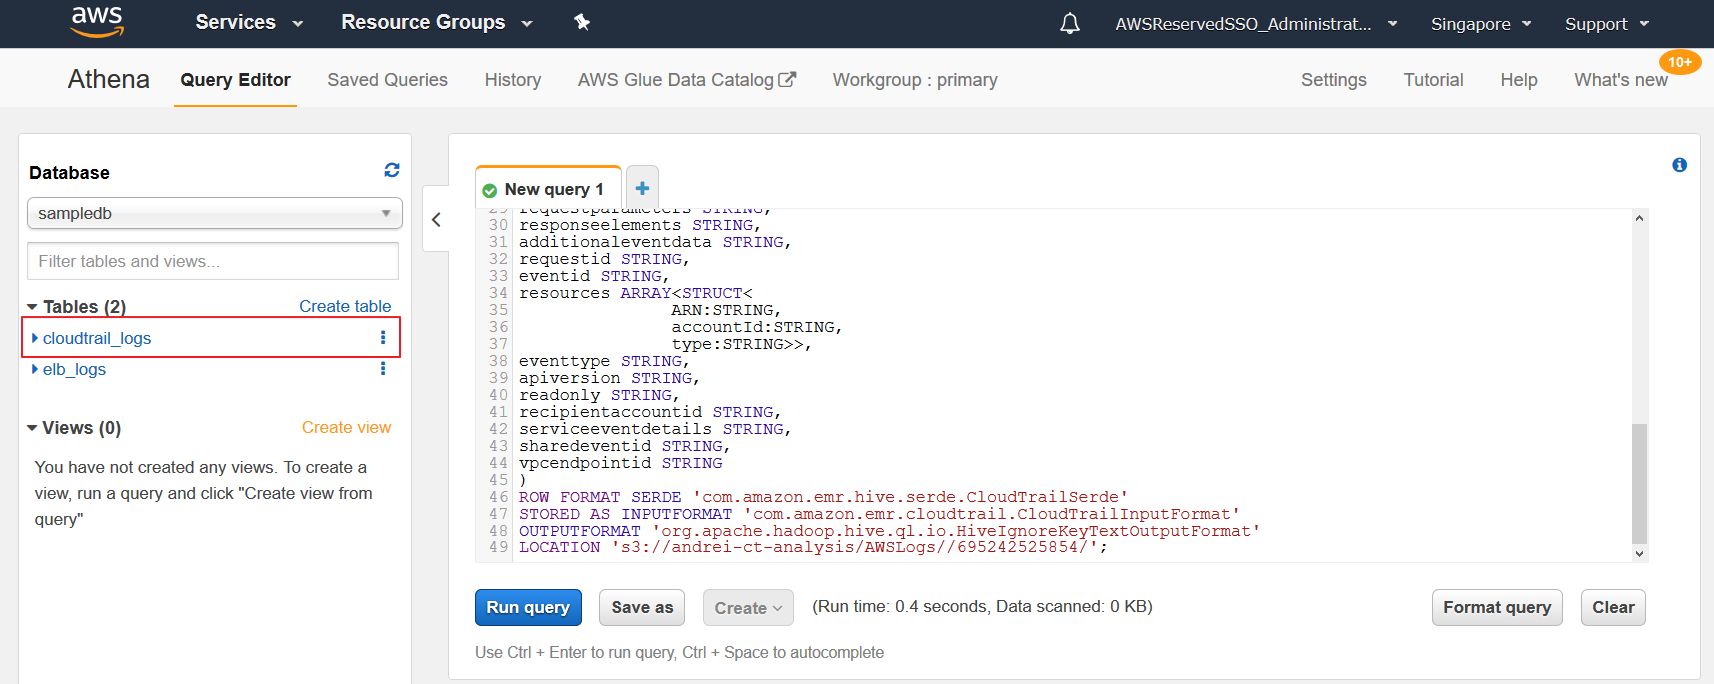 aws
Services
Resource Groups
AWSReservedSSO_Administrat...
Singapore
Support
Athena
Query Editor
Saved Queries
History
AWS Glue Data Catalog
Workgroup : primary
Settings
Tutorial
Help
What's new
10+
Database
sampledb
Filter tables and views...
Tables (2)
Create table
cloudtrail_logs
elb_logs
Views (0)
Create view
You have not created any views. To create a
view, run a query and click "Create view from
query"
New query 1
29 requestparameters STRING,
30 responseelements STRING,
31 additionaleventdata STRING,
32 requestid STRING,
33 eventid STRING,
34 resources ARRAY<STRUCT<
35 ARN:STRING,
36 accountId:STRING,
37 type:STRING>>,
38 eventtype STRING,
39 apiversion STRING,
40 readonly STRING,
41 recipientaccountid STRING,
42 serviceeventdetails STRING,
43 sharedeventid STRING,
44 vpcendpointid STRING
45 )
46 ROW FORMAT SERDE 'com.amazon.emr.hive.serde.CloudTrailSerde'
47 STORED AS INPUTFORMAT 'com.amazon.emr.cloudtrail.CloudTrailInputFormat'
48 OUTPUTFORMAT 'org.apache.hadoop.hive.ql.io.HiveIgnoreKeyTextOutputFormat'
49 LOCATION 's3://andrei-ct-analysis/AWSLogs//695242525854/';
Run query
Save as
Create
(Run time: 0.4 seconds, Data scanned: 0 KB)
Format query
Clear
Use Ctrl + Enter to run query, Ctrl + Space to autocomplete